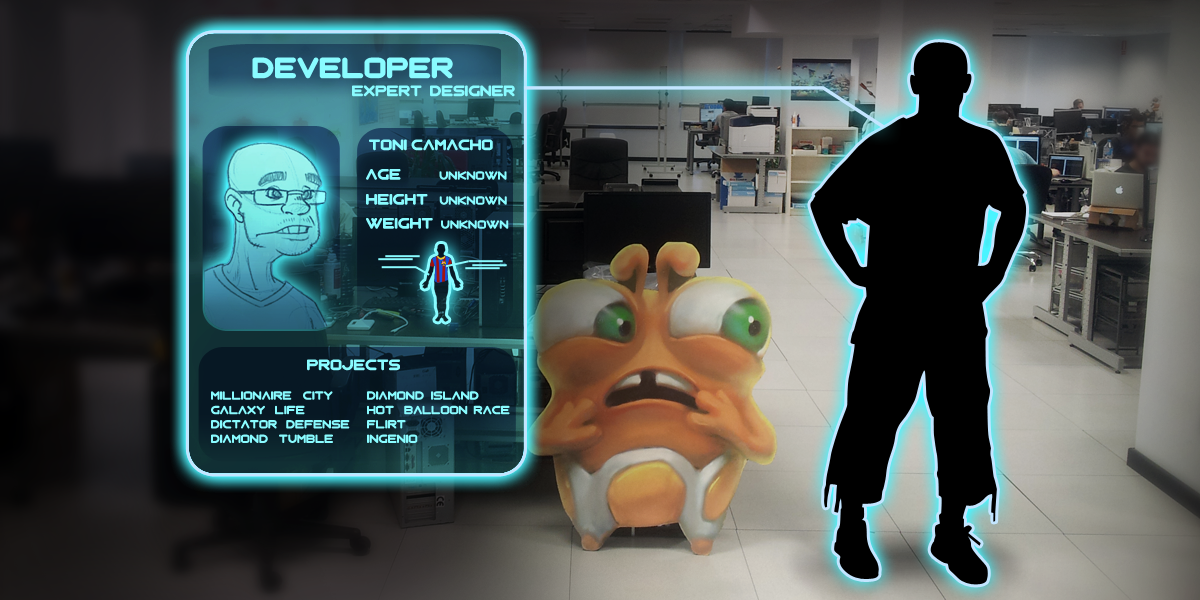 DEVELOPER
EXPERT DESIGNER
TONI CAMACHO
AGE UNKNOWN
HEIGHT UNKNOWN
WEIGHT UNKNOWN
PROJECTS
MILLIONAIRE CITY
GALAXY LIFE
DICTATOR DEFENSE
DIAMOND TUMBLE
DIAMOND ISLAND
HOT BALLOON RACE
FLIRT
INGENIO